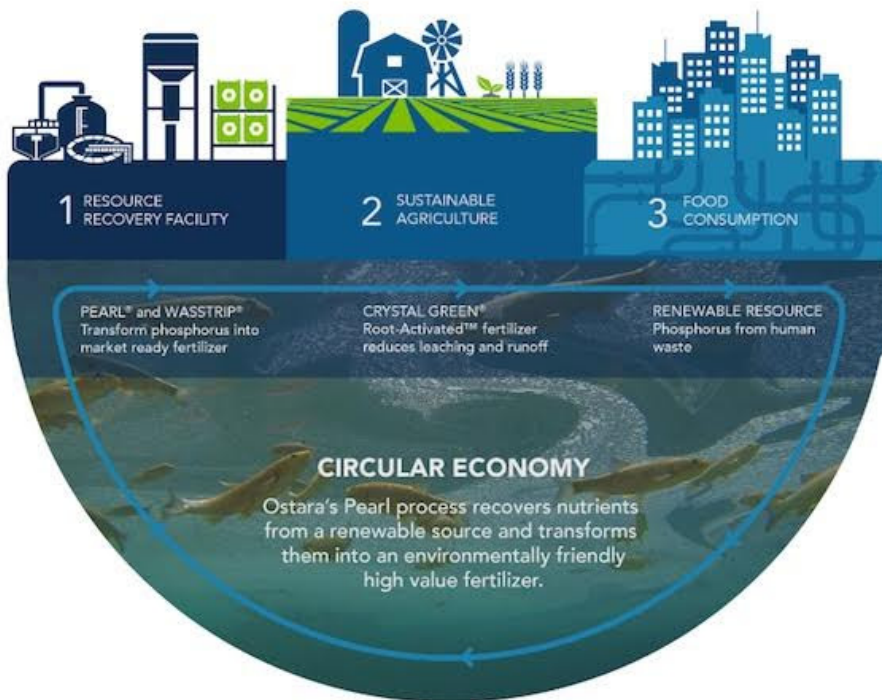 1 RESOURCE
RECOVERY FACILITY
2 SUSTAINABLE
AGRICULTURE
3 FOOD
CONSUMPTION
PEARL® and WASSTRIP®
Transform phosphorus into
market ready fertilizer
CRYSTAL GREEN®
Root-Activated™ fertilizer
reduces leaching and runoff
RENEWABLE RESOURCE
Phosphorus from human
waste
CIRCULAR ECONOMY
Ostara's Pearl process recovers nutrients
from a renewable source and transforms
them into an environmentally friendly
high value fertilizer.